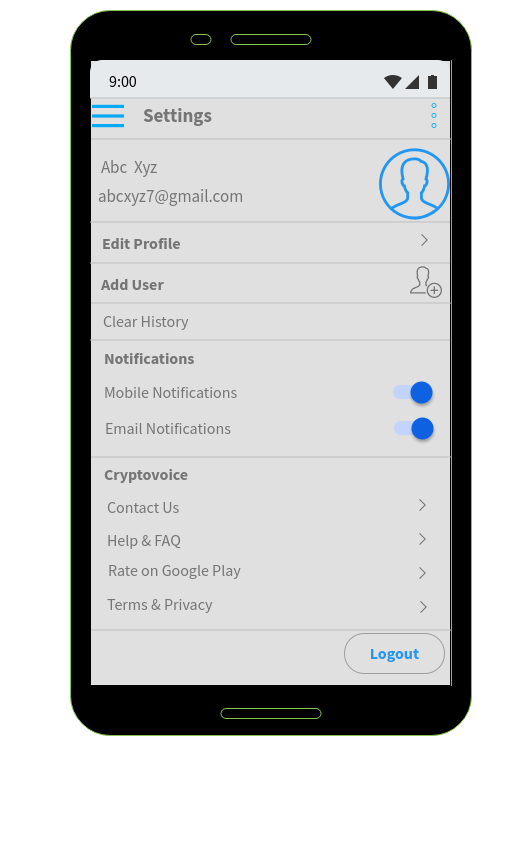 9:00
Settings
Abc Xyz
abcxyz7@gmail.com
Edit Profile
Add User
Clear History
Notifications
Mobile Notifications
Email Notifications
Cryptovoice
Contact Us
Help & FAQ
Rate on Google Play
Terms & Privacy
Logout